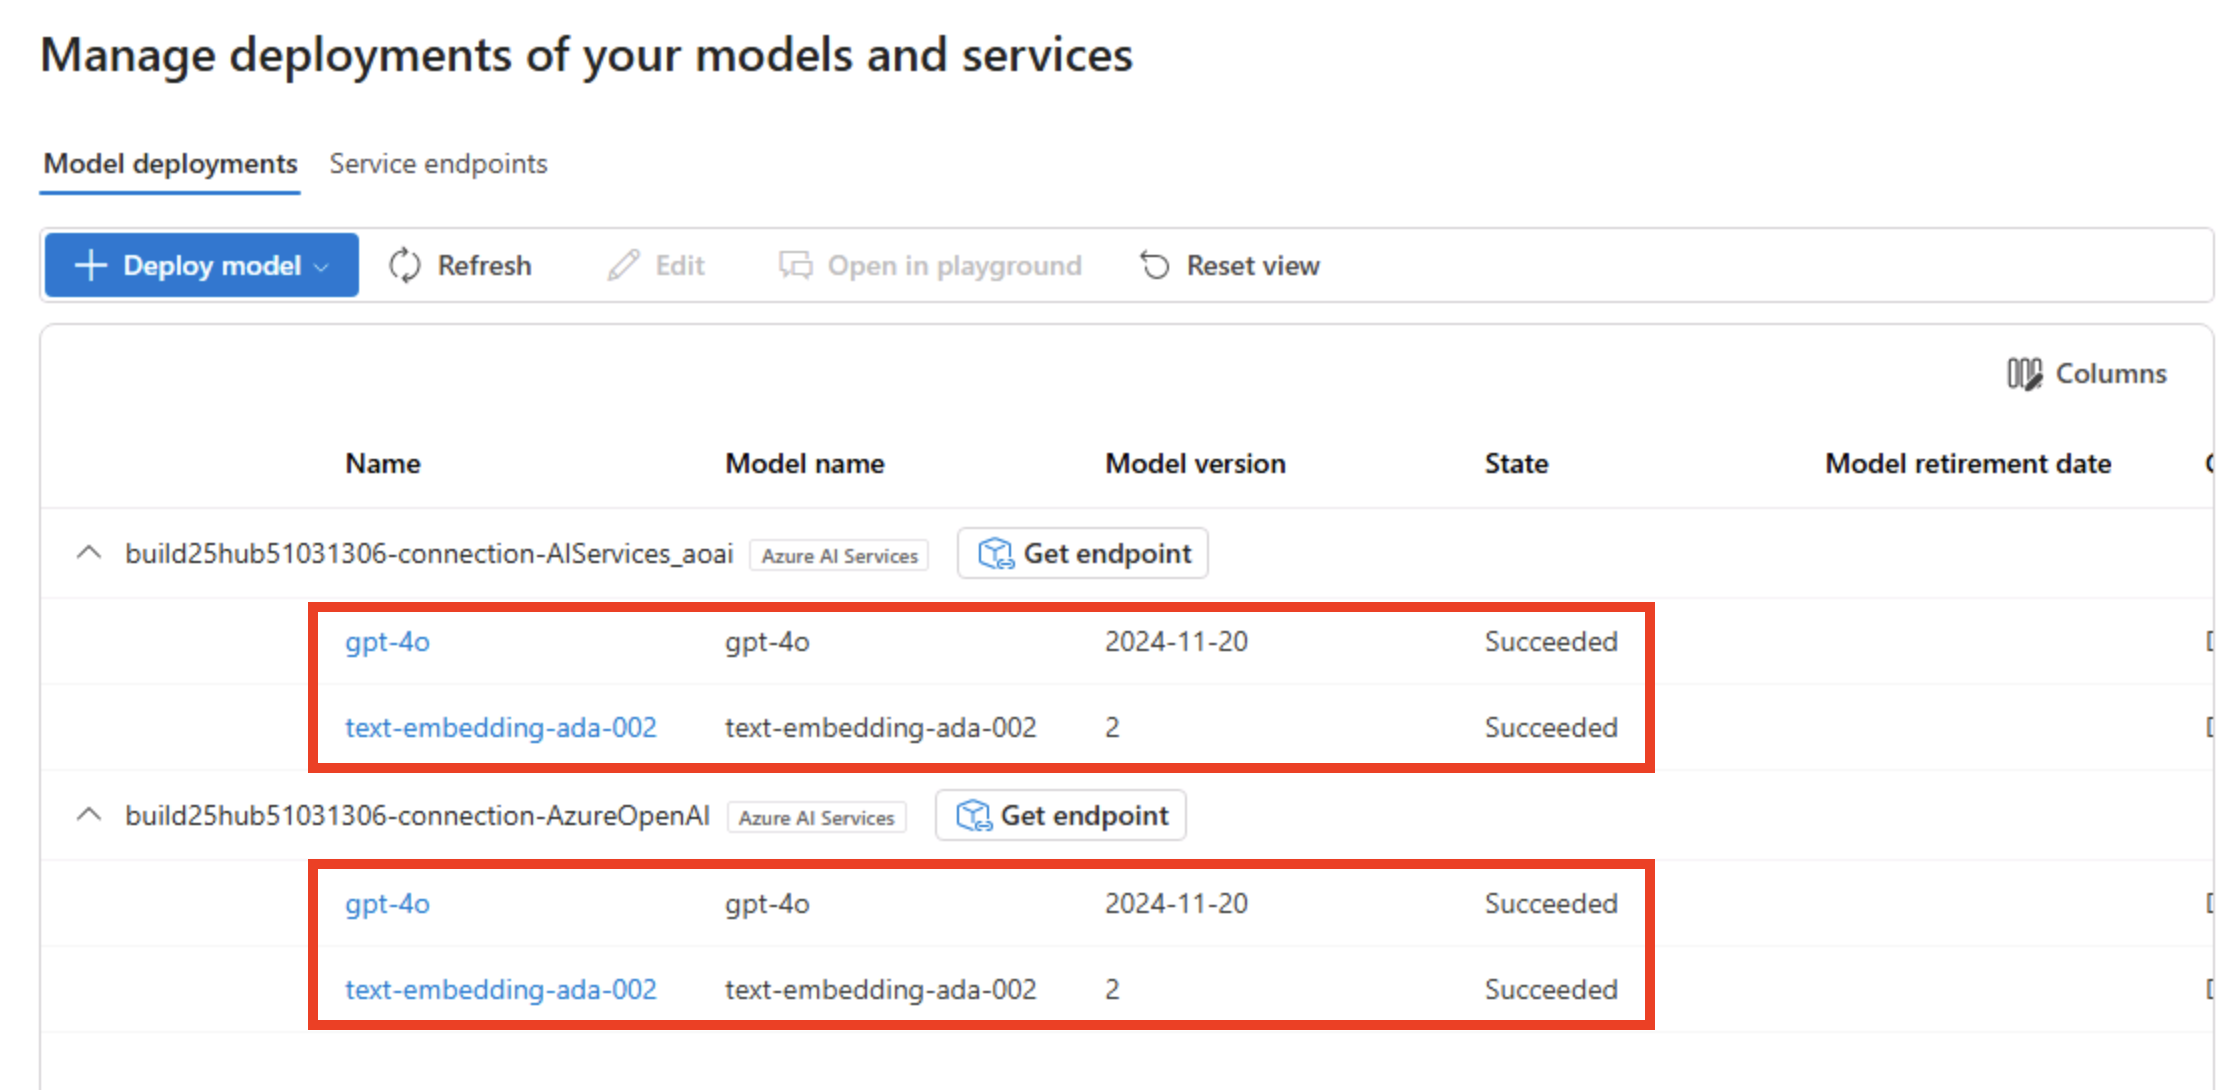 Manage deployments of your models and services
Model deployments Service endpoints
Deploy model Refresh Edit Open in playground Reset view
Columns
Name Model name Model version State Model retirement date
build25hub51031306-connection-AIServices_aoai Azure AI Services Get endpoint
gpt-4o gpt-4o 2024-11-20 Succeeded
text-embedding-ada-002 text-embedding-ada-002 2 Succeeded
build25hub51031306-connection-AzureOpenAI Azure AI Services Get endpoint
gpt-4o gpt-4o 2024-11-20 Succeeded
text-embedding-ada-002 text-embedding-ada-002 2 Succeeded